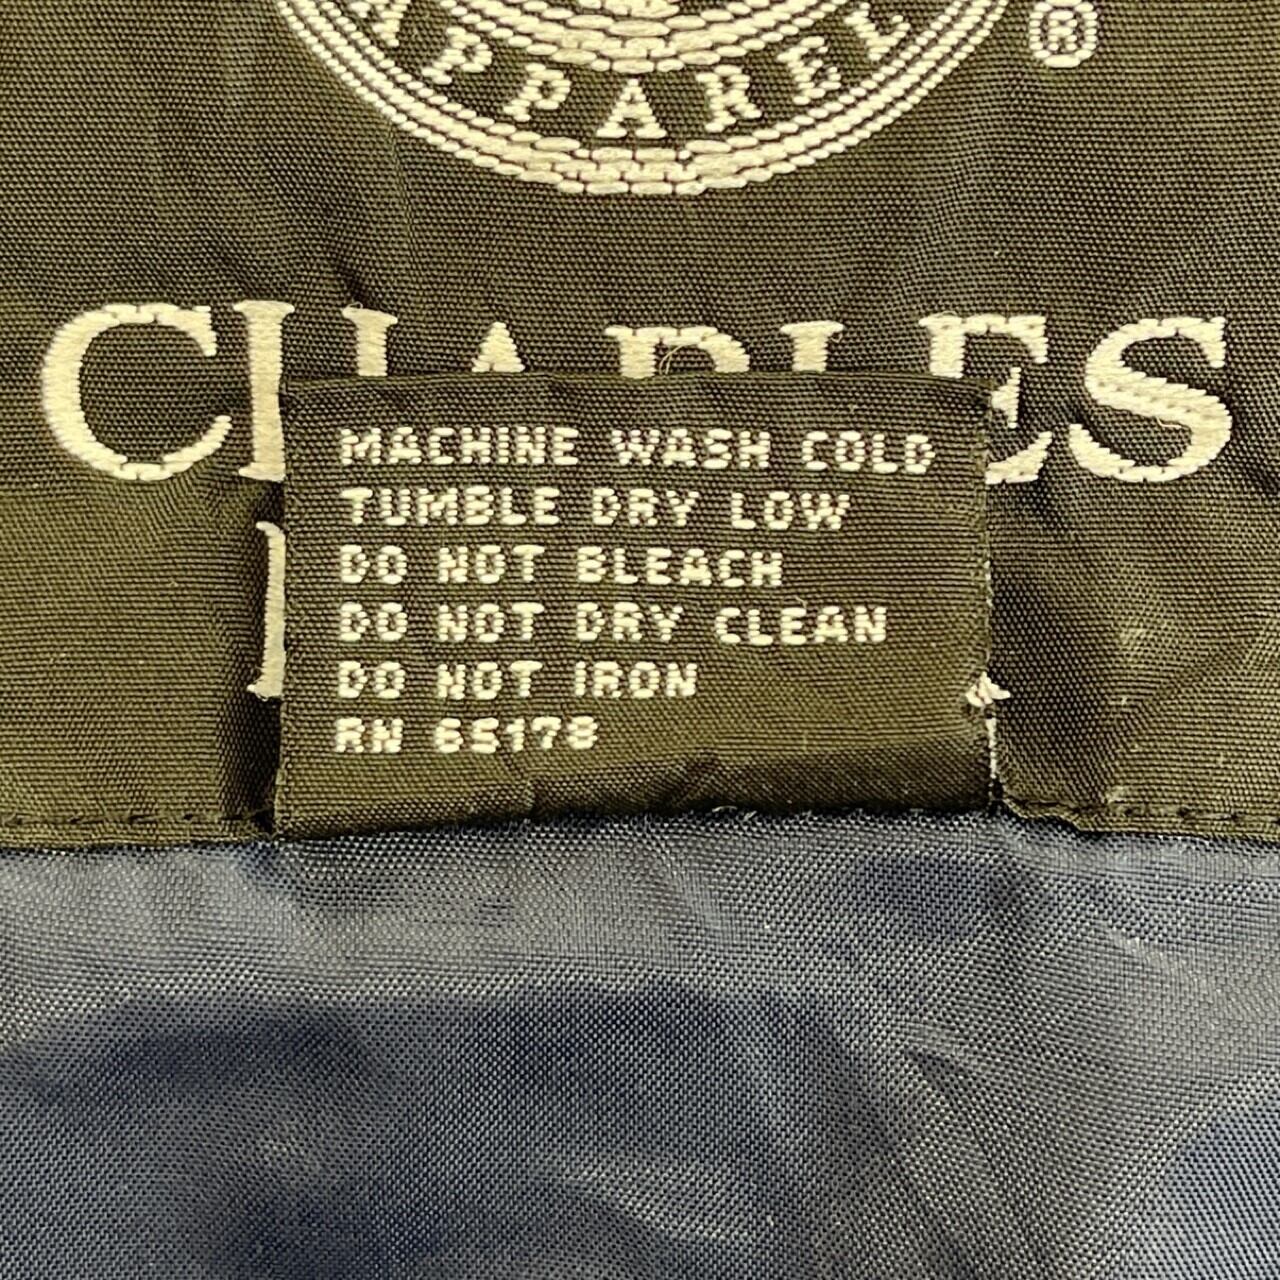 APPAREL
®
CHARLES
MACHINE WASH COLD
TUMBLE DRY LOW
DO NOT BLEACH
DO NOT DRY CLEAN
DO NOT IRON
RN 65178